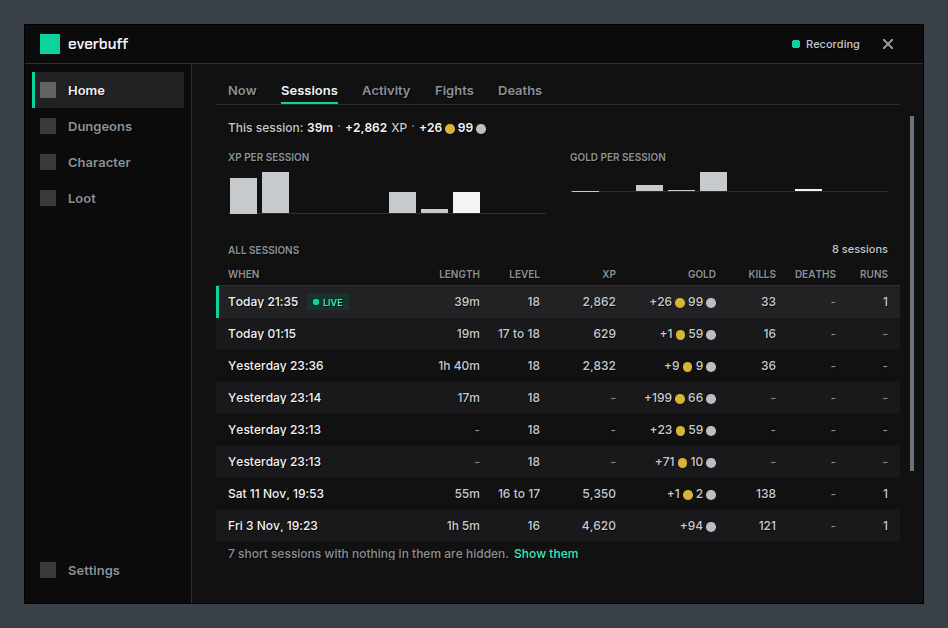 everbuff
Recording
Home
Dungeons
Character
Loot
Settings
Now Sessions Activity Fights Deaths
This session: 39m · +2,862 XP · +26 99
XP PER SESSION
GOLD PER SESSION
ALL SESSIONS
8 sessions
WHEN LENGTH LEVEL XP GOLD KILLS DEATHS RUNS
Today 21:35 LIVE 39m 18 2,862 +26 99 33 - 1
Today 01:15 19m 17 to 18 629 +1 59 16 - -
Yesterday 23:36 1h 40m 18 2,832 +9 9 36 - -
Yesterday 23:14 17m 18 - +199 66 - - -
Yesterday 23:13 - 18 - +23 59 - - -
Yesterday 23:13 - 18 - +71 10 - - -
Sat 11 Nov, 19:53 55m 16 to 17 5,350 +1 2 138 - 1
Fri 3 Nov, 19:23 1h 5m 16 4,620 +94 121 - 1
7 short sessions with nothing in them are hidden. Show them